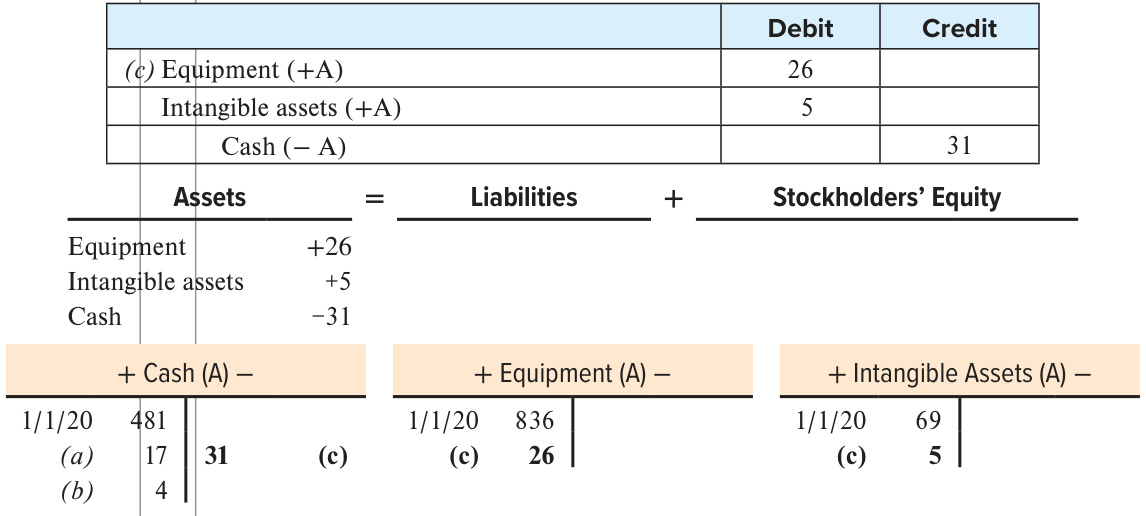 Debit Credit
(c) Equipment (+A) 26
Intangible assets (+A) 5
Cash (− A) 31
Assets = Liabilities + Stockholders’ Equity
Equipment +26
Intangible assets +5
Cash −31
+ Cash (A) − + Equipment (A) − + Intangible Assets (A) −
1/1/20 481 1/1/20 836 1/1/20 69
(a) 17 31 (c) (c) 26 (c) 5
(b) 4